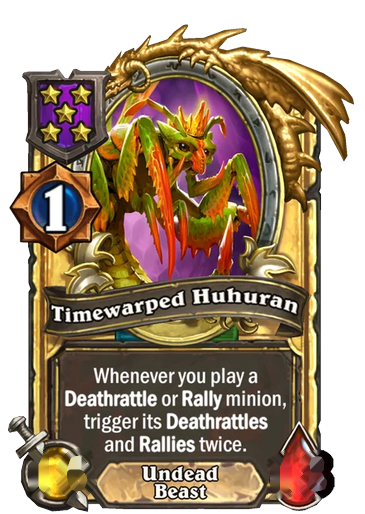 1
Timewarped Huhuran
Whenever you play a
Deathrattle or Rally minion,
trigger its Deathrattles
and Rallies twice.
Undead
Beast